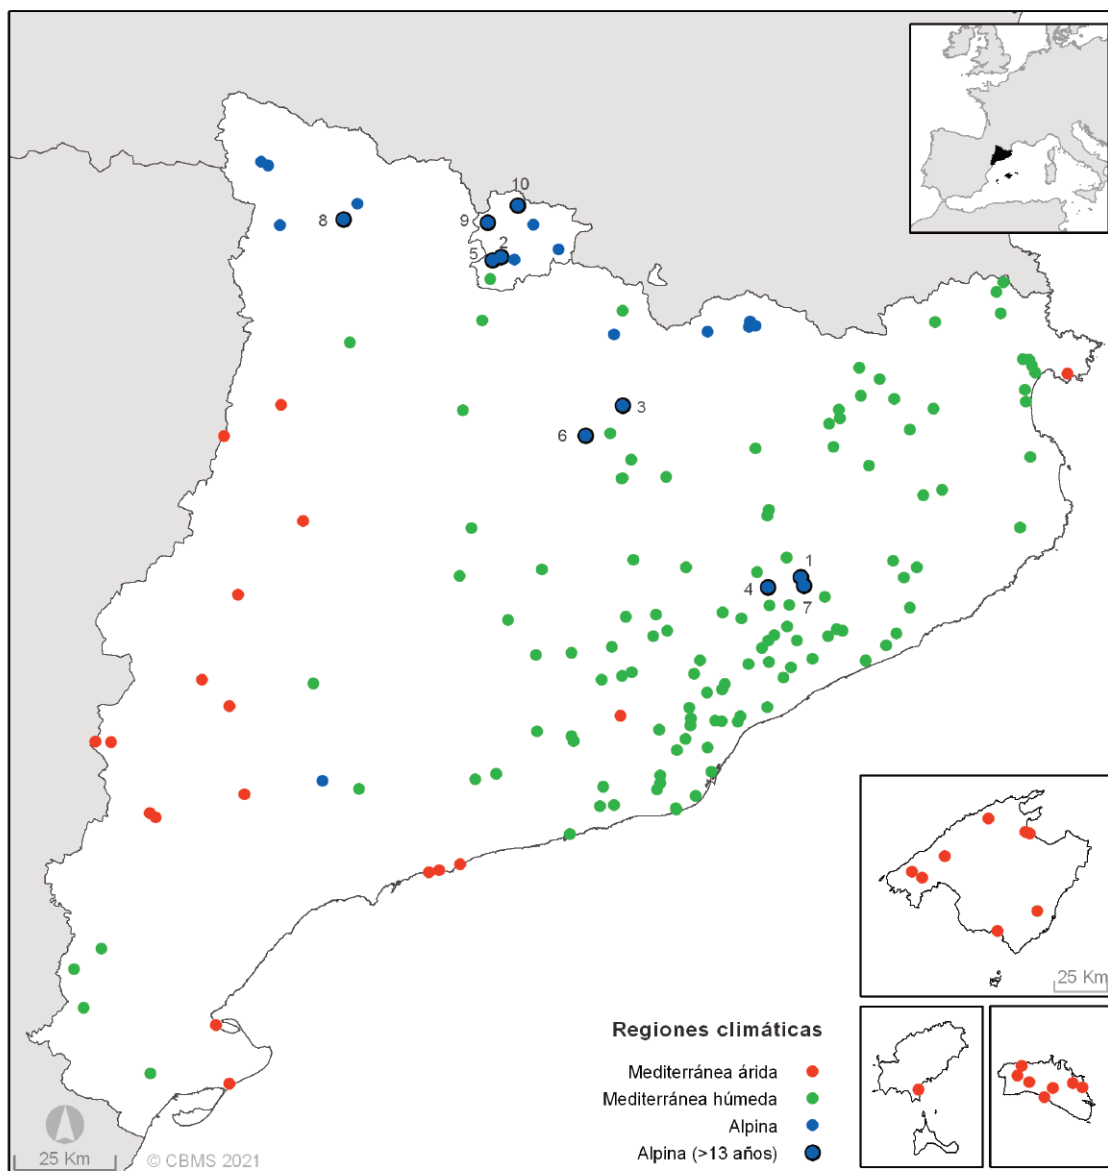 10
8
9
5
2
3
6
1
4
7
25 Km
Regiones climáticas
Mediterránea árida
Mediterránea húmeda
Alpina
Alpina (>13 años)
25 Km
© CBMS 2021